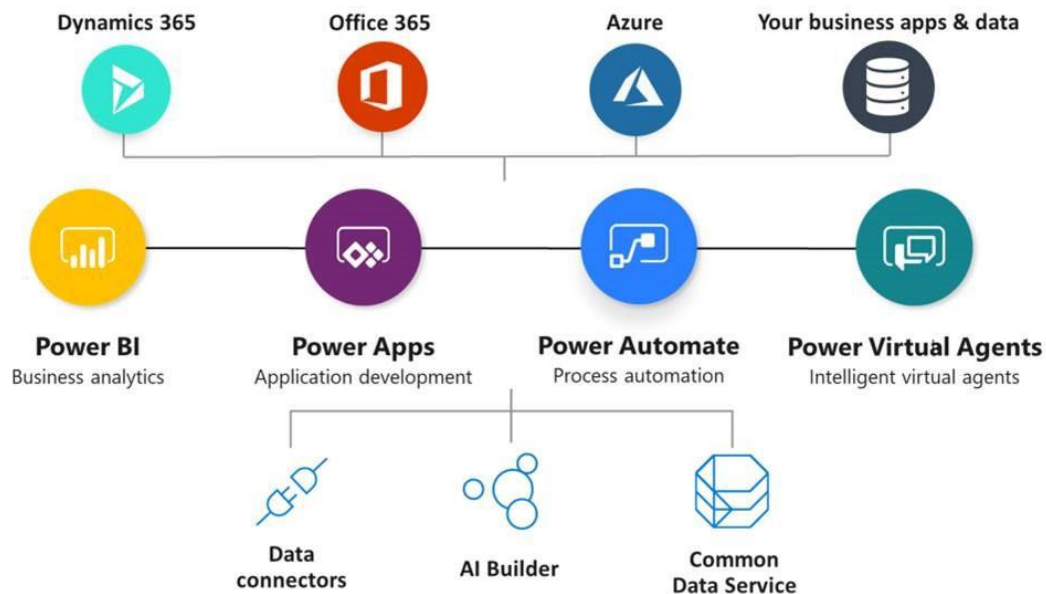 Dynamics 365
Office 365
Azure
Your business apps & data
Power BI
Business analytics
Power Apps
Application development
Power Automate
Process automation
Power Virtual Agents
Intelligent virtual agents
Data
connectors
AI Builder
Common
Data Service